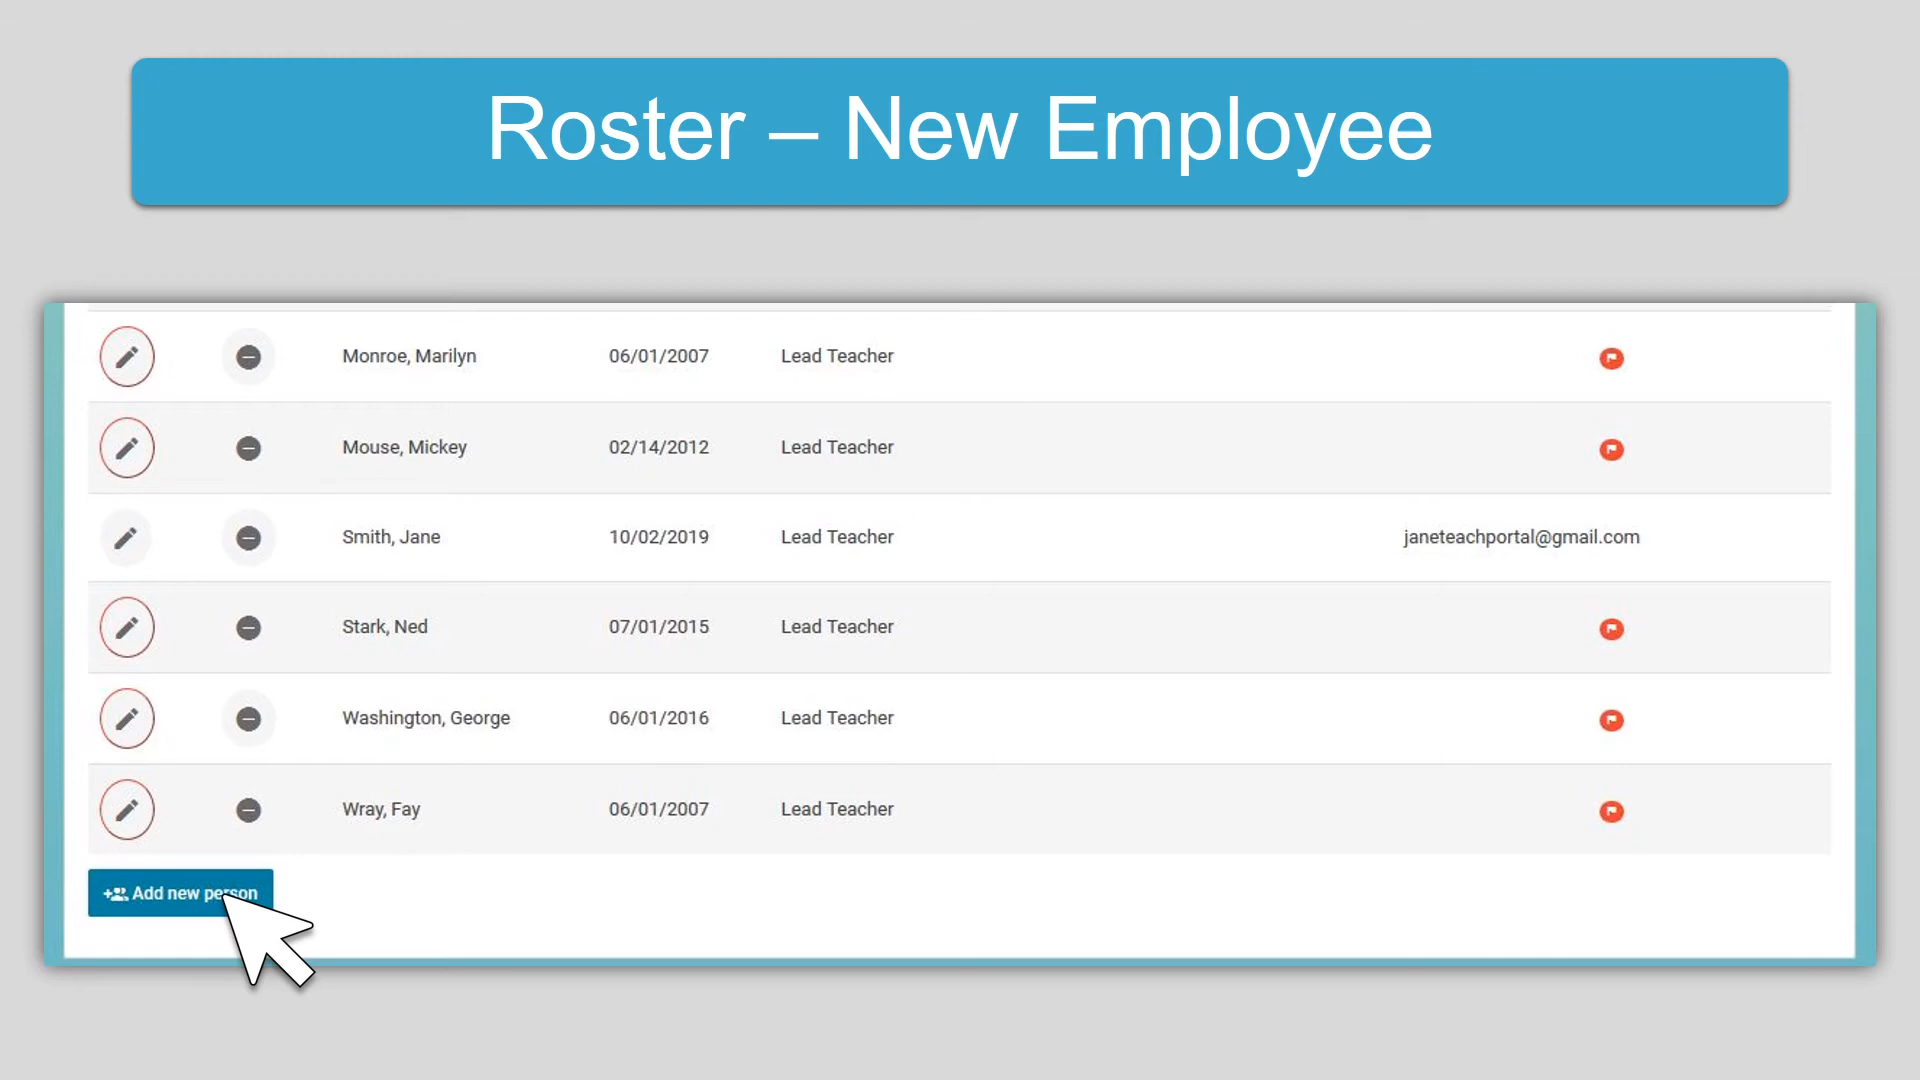 Roster – New Employee
Monroe, Marilyn 06/01/2007 Lead Teacher
Mouse, Mickey 02/14/2012 Lead Teacher
Smith, Jane 10/02/2019 Lead Teacher janeteachportal@gmail.com
Stark, Ned 07/01/2015 Lead Teacher
Washington, George 06/01/2016 Lead Teacher
Wray, Fay 06/01/2007 Lead Teacher
Add new person